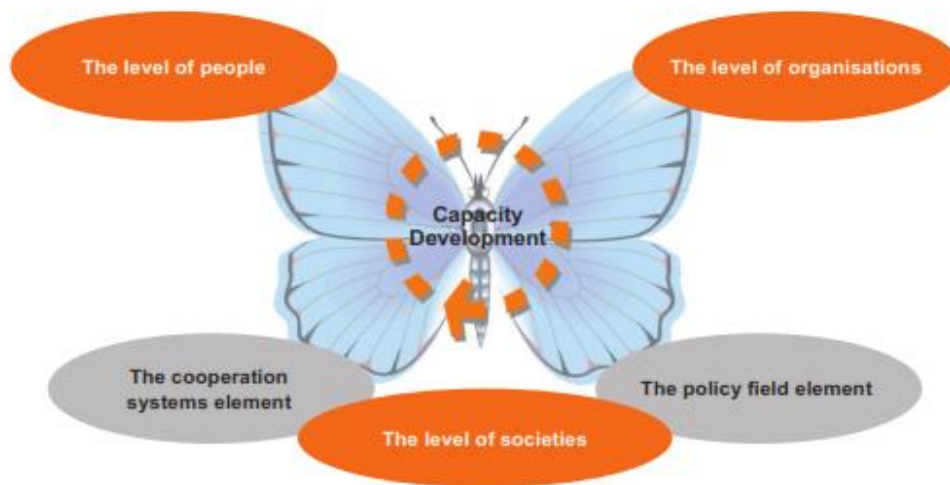 The level of people
The level of organisations
Capacity
Development
The cooperation
systems element
The policy field element
The level of societies